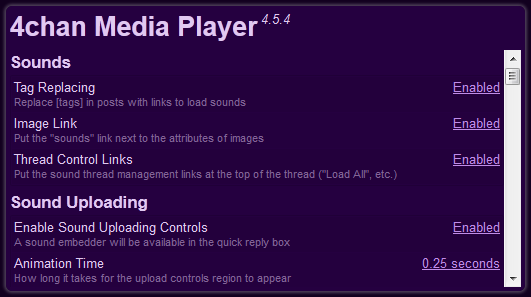 4chan Media Player 4.5.4
Sounds
Tag Replacing Enabled
Replace [tags] in posts with links to load sounds
Image Link Enabled
Put the "sounds" link next to the attributes of images
Thread Control Links Enabled
Put the sound thread management links at the top of the thread ("Load All", etc.)
Sound Uploading
Enable Sound Uploading Controls Enabled
A sound embedder will be available in the quick reply box
Animation Time 0.25 seconds
How long it takes for the upload controls region to appear